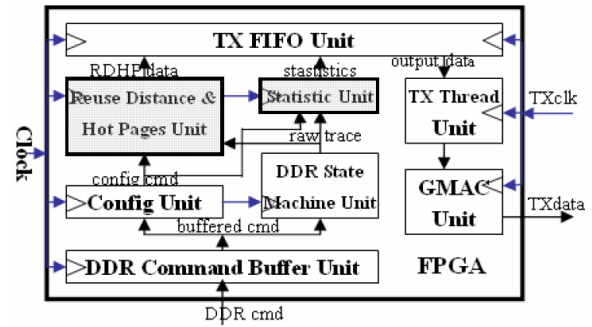 TX FIFO Unit
RDHP data
stastistics
output data
Reuse Distance &
Hot Pages Unit
Statistic Unit
TX Thread
Unit
TXclk
Clock
raw trace
config cmd
DDR State
Machine Unit
Config Unit
GMAC
Unit
TXdata
buffered cmd
DDR Command Buffer Unit
FPGA
DDR cmd